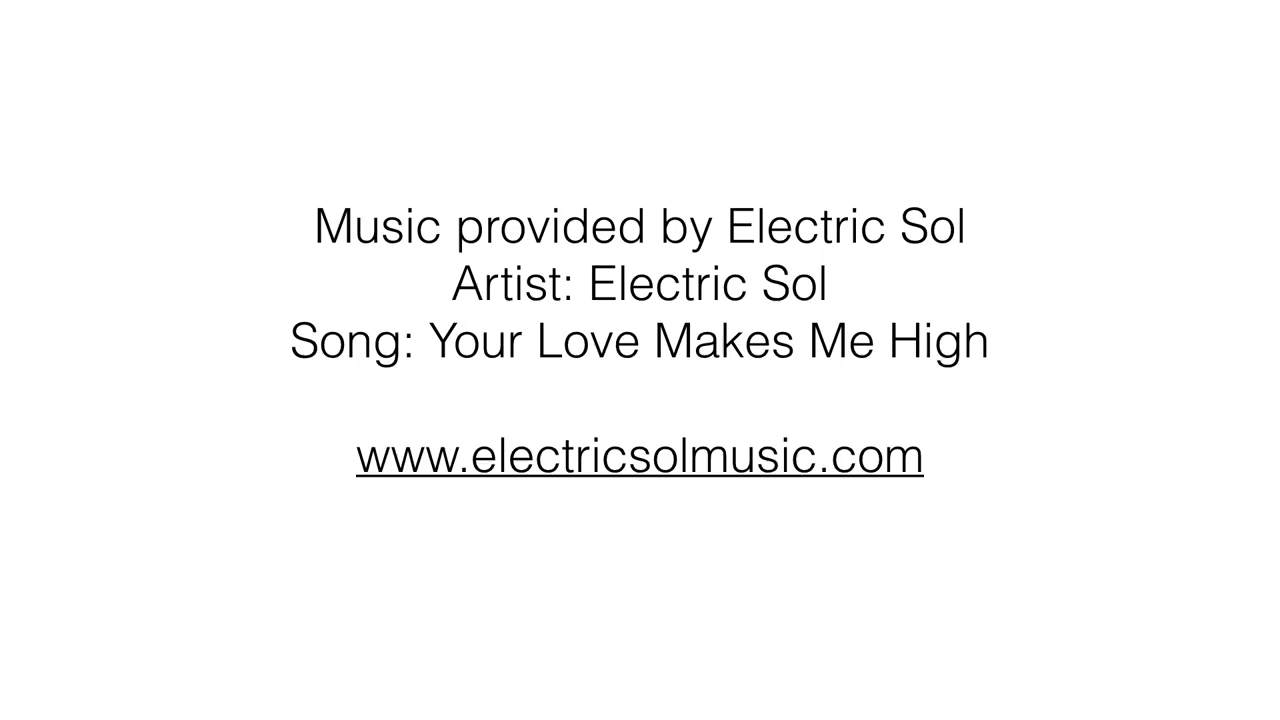 Music provided by Electric Sol
Artist: Electric Sol
Song: Your Love Makes Me High
www.electricsolmusic.com